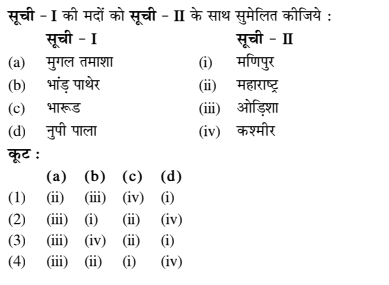 सूची - I की मदों को सूची - II के साथ सुमेलित कीजिये :
सूची - I सूची - II
(a) मुगल तमाशा (i) मणिपुर
(b) भांड़ पाथेर (ii) महाराष्ट्र
(c) भारूड (iii) ओड़िशा
(d) नुपी पाला (iv) कश्मीर
कूट :
(a) (b) (c) (d)
(1) (ii) (iii) (iv) (i)
(2) (iii) (i) (ii) (iv)
(3) (iii) (iv) (ii) (i)
(4) (iii) (ii) (i) (iv)